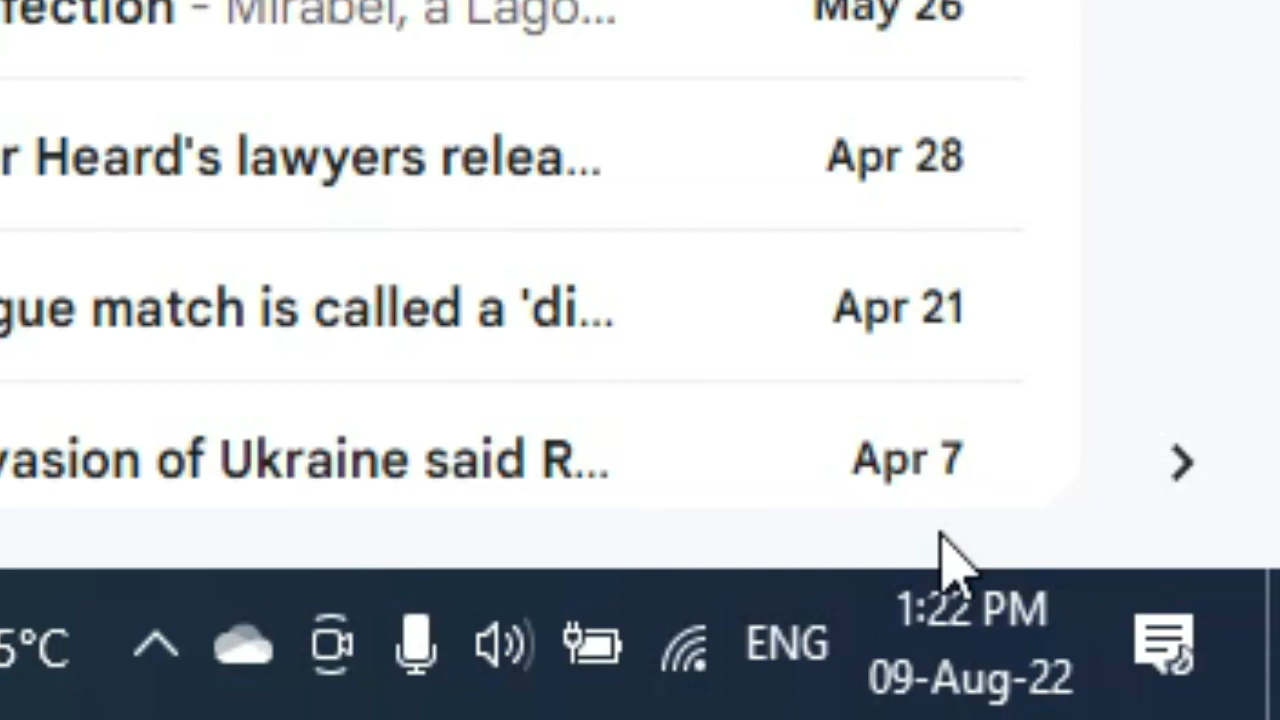 fection - Mirabel, a Lago... May 26
r Heard's lawyers relea... Apr 28
gue match is called a 'di... Apr 21
vasion of Ukraine said R... Apr 7
5°C ENG 1:22 PM
09-Aug-22